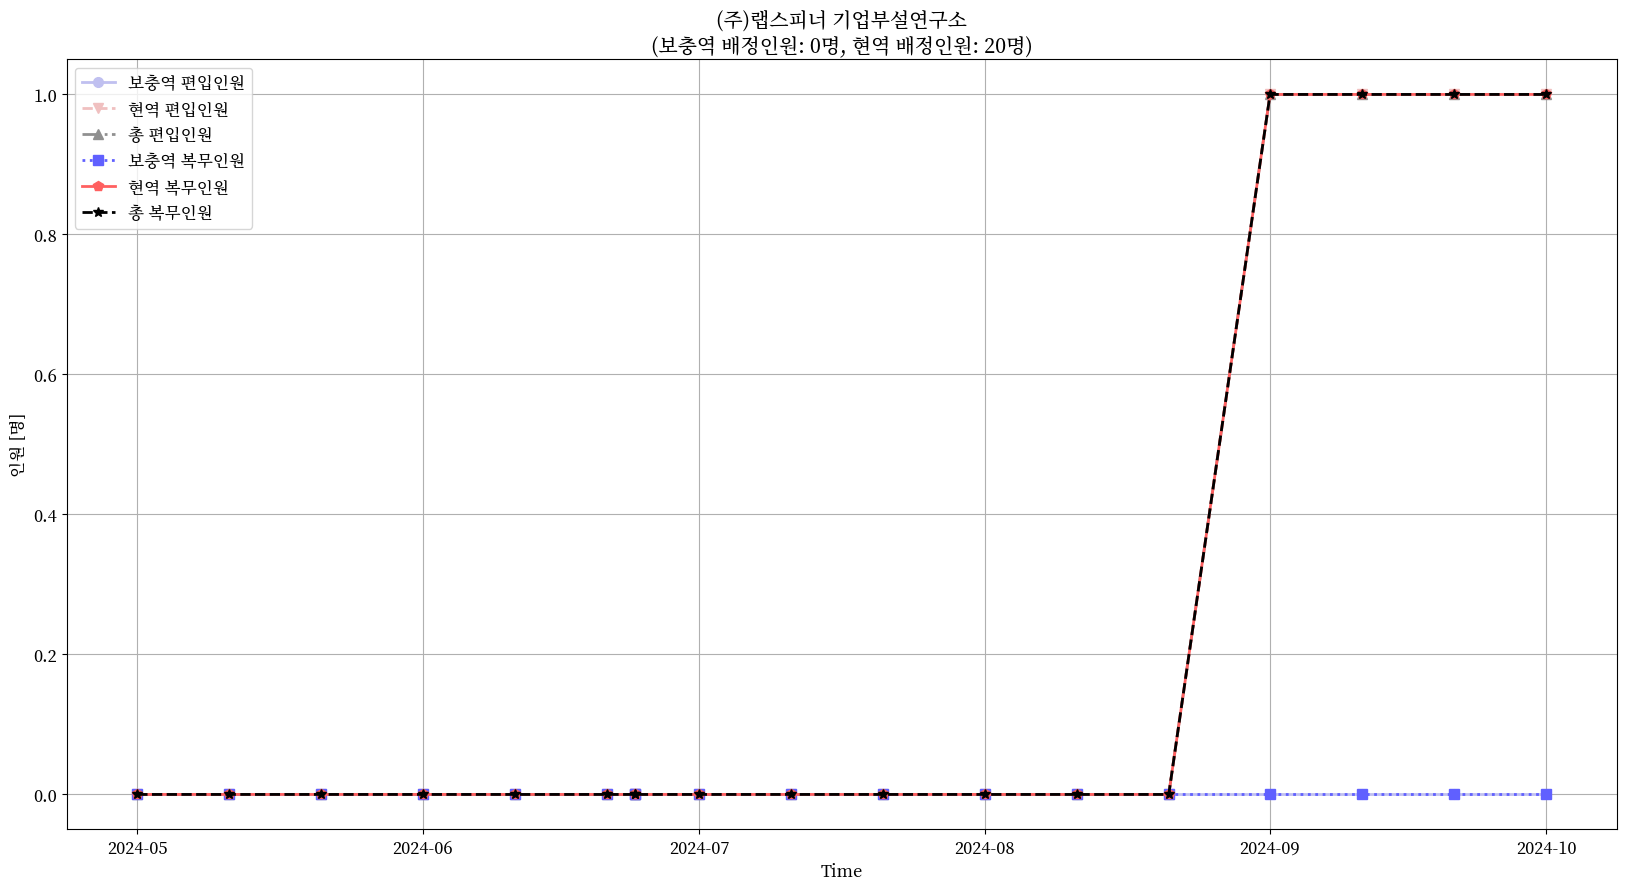 (주)랩스피너 기업부설연구소
(보충역 배정인원: 0명, 현역 배정인원: 20명)
보충역 편입인원
현역 편입인원
총 편입인원
보충역 복무인원
현역 복무인원
총 복무인원
1.0
0.8
0.6
0.4
0.2
0.0
인원 [명]
2024-05
2024-06
2024-07
2024-08
2024-09
2024-10
Time